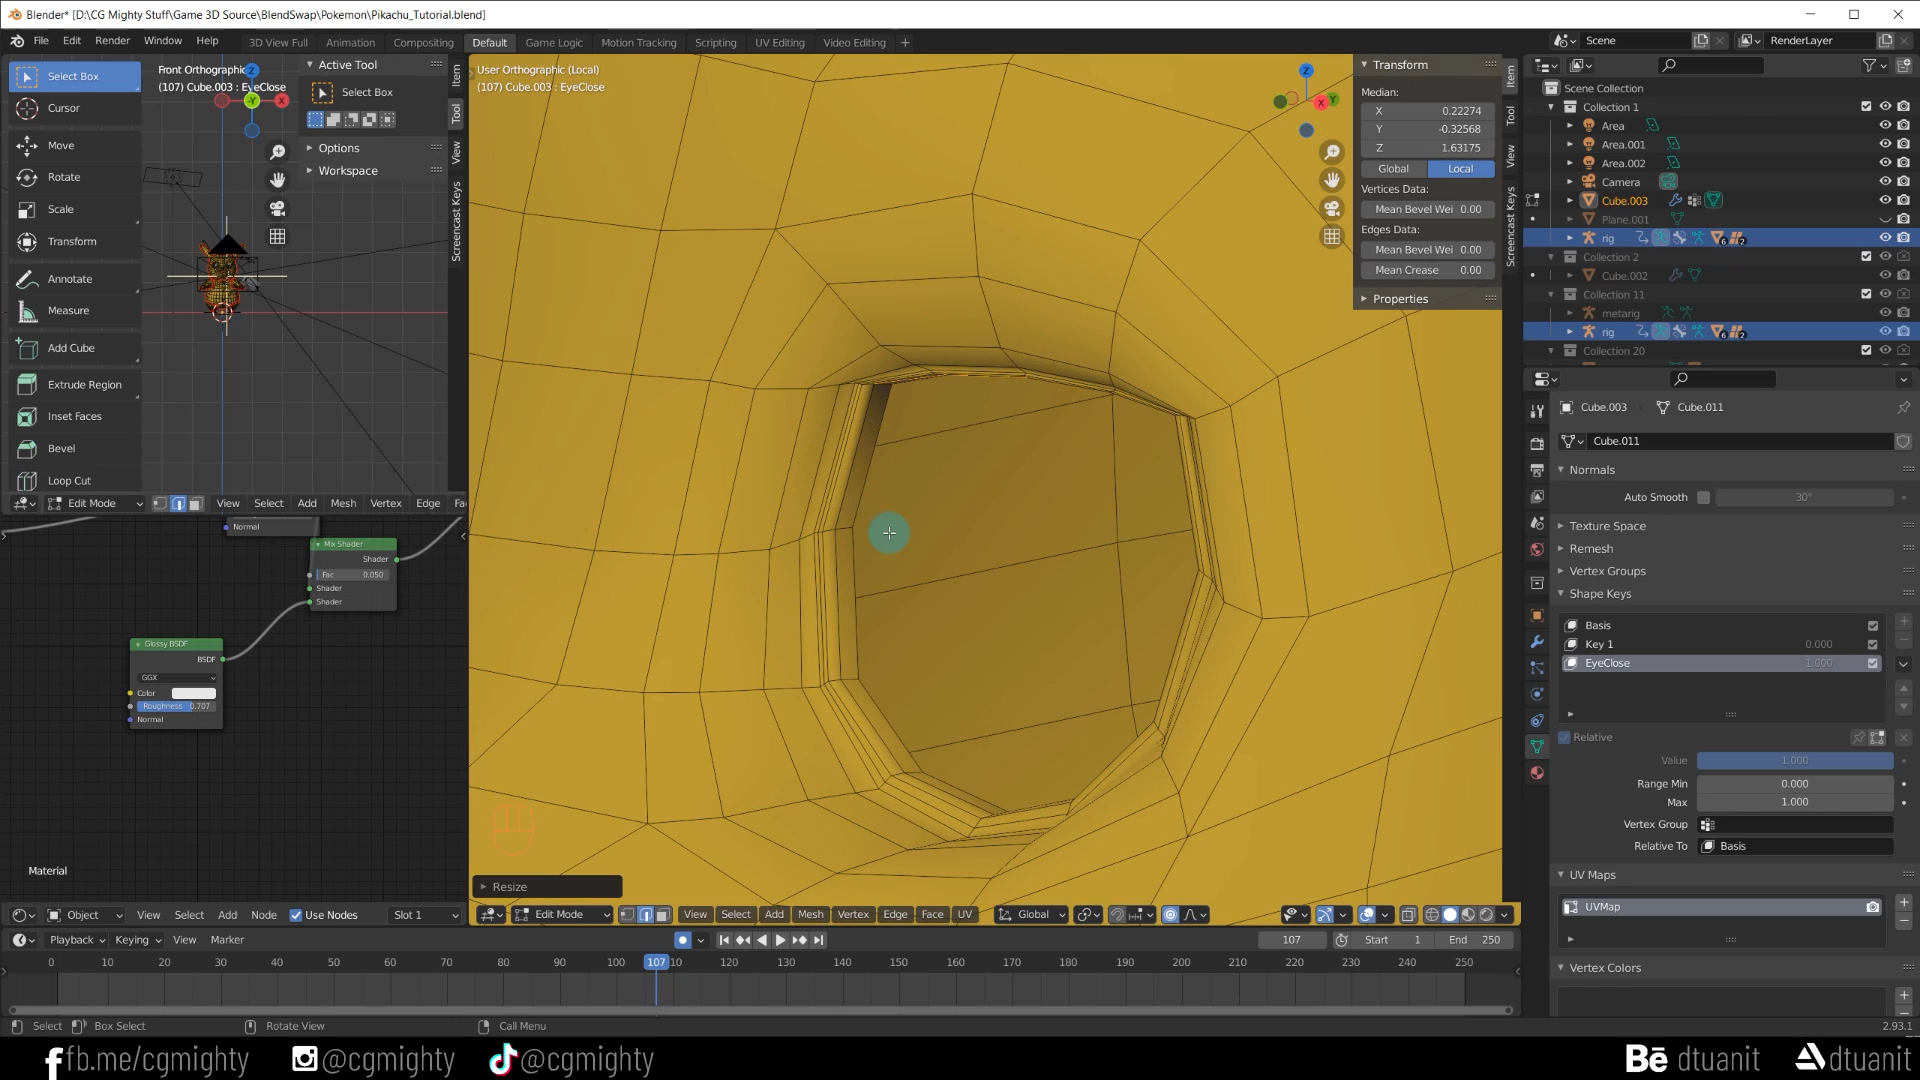 Blender* [D:\CG Mighty Stuff\Game 3D Source\BlendSwap\Pokemon\Pikachu_Tutorial.blend]
File Edit Render Window Help 3D View Full Animation Compositing Default Game Logic Motion Tracking Scripting UV Editing Video Editing + Scene RenderLayer
Select Box
Cursor
Move
Rotate
Scale
Transform
Annotate
Measure
Add Cube
Extrude Region
Inset Faces
Bevel
Loop Cut
Front Orthographic
(107) Cube.003 : EyeClose
Active Tool
Select Box
Options
Workspace
Item
Tool
View
Screencast Keys
Edit Mode View Select Add Mesh Vertex Edge Fa
Normal
Mix Shader
Shader
Fac 0.050
Shader
Shader
Glossy BSDF
BSDF
GGX
Color
Roughness 0.707
Normal
Material
Object View Select Add Node Use Nodes Slot 1
User Orthographic (Local)
(107) Cube.003 : EyeClose
Z
X
Y
Transform
Median:
X 0.22274
Y -0.32568
Z 1.63175
Global Local
Vertices Data:
Mean Bevel Wei 0.00
Edges Data:
Mean Bevel Wei 0.00
Mean Crease 0.00
Properties
Item
Tool
View
Screencast Keys
Resize
Edit Mode View Select Add Mesh Vertex Edge Face UV Global
Scene Collection
Collection 1
Area
Area.001
Area.002
Camera
Cube.003
Plane.001
rig
Collection 2
Cube.002
Collection 11
metarig
rig
Collection 20
Cube.003 Cube.011
Cube.011
Normals
Auto Smooth 30°
Texture Space
Remesh
Vertex Groups
Shape Keys
Basis
Key 1 0.000
EyeClose 1.000
Relative
Value 1.000
Range Min 0.000
Max 1.000
Vertex Group
Relative To Basis
UV Maps
UVMap
Vertex Colors
Playback Keying View Marker 107 Start 1 End 250
0 10 20 30 40 50 60 70 80 90 100 107 10 120 130 140 150 160 170 180 190 200 210 220 230 240 250
Select Box Select Rotate View Call Menu 2.93.1
fb.me/cgmighty @cgmighty @cgmighty Bē dtuanit dtuanit